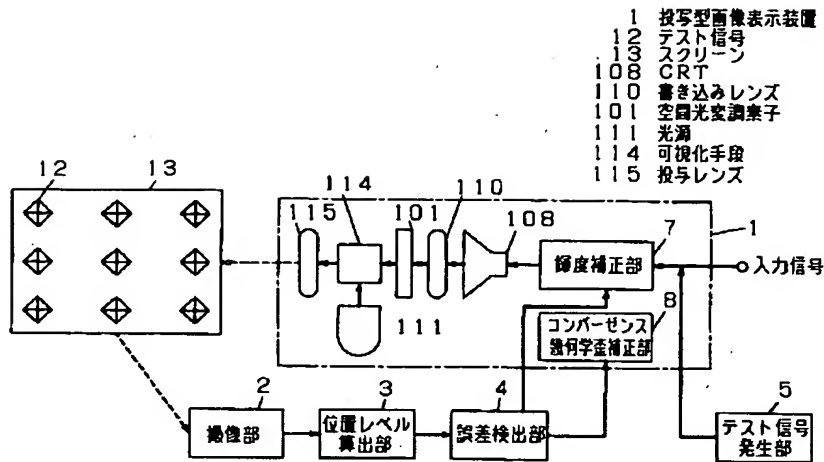 1 投写型画像表示装置
12 テスト信号
13 スクリーン
108 CRT
110 書き込みレンズ
101 空間光変調素子
111 光源
114 可視化手段
115 投与レンズ
12
13
114
110
115
101
108
7
1
輝度補正部
入力信号
8
コンバーゼンス
幾何学歪補正部
111
2
3
4
5
撮像部
位置レベル
算出部
誤差検出部
テスト信号
発生部